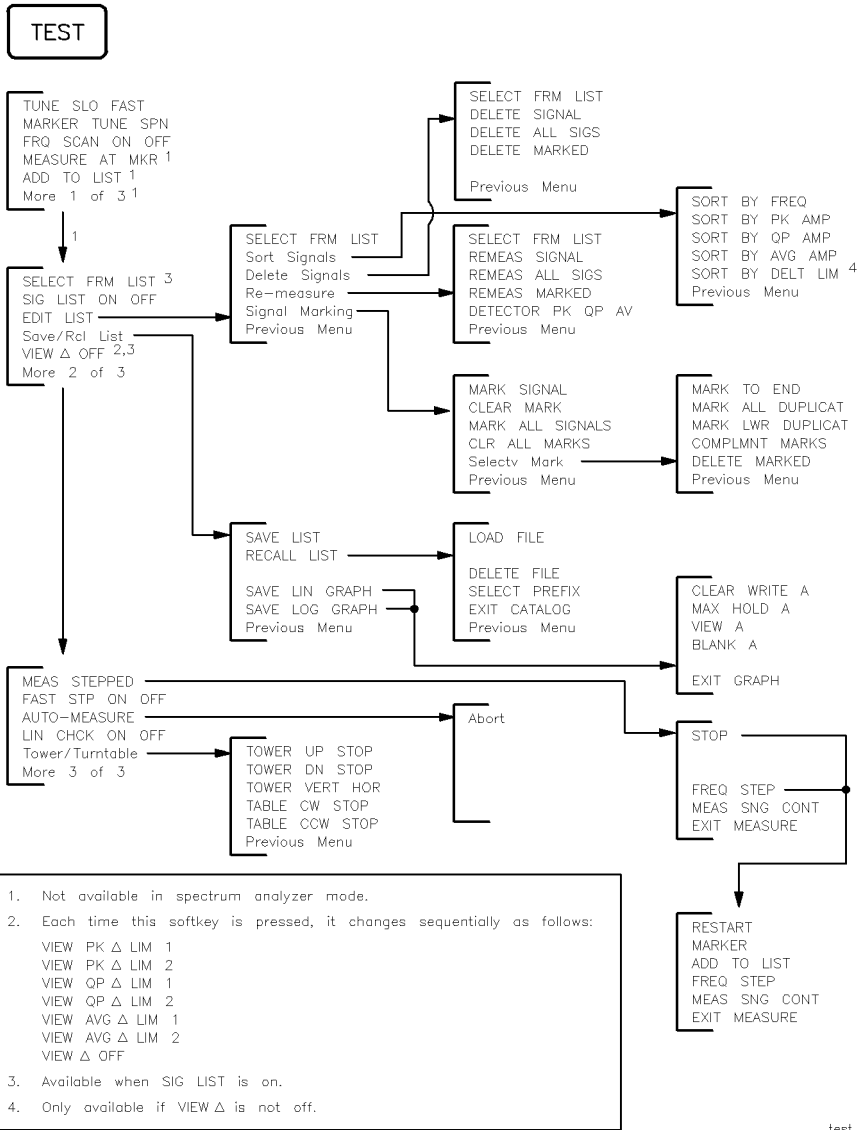 TEST
TUNE SLO FAST
MARKER TUNE SPN
FRQ SCAN ON OFF
MEASURE AT MKR 1
ADD TO LIST 1
More 1 of 3 1
1
SELECT FRM LIST 3
SIG LIST ON OFF
EDIT LIST
Save/Rcl List
VIEW Δ OFF 2,3
More 2 of 3
SELECT FRM LIST
Sort Signals
Delete Signals
Re-measure
Signal Marking
Previous Menu
SELECT FRM LIST
DELETE SIGNAL
DELETE ALL SIGS
DELETE MARKED
Previous Menu
SELECT FRM LIST
REMEAS SIGNAL
REMEAS ALL SIGS
REMEAS MARKED
DETECTOR PK QP AV
Previous Menu
SORT BY FREQ
SORT BY PK AMP
SORT BY QP AMP
SORT BY AVG AMP
SORT BY DELT LIM 4
Previous Menu
MARK SIGNAL
CLEAR MARK
MARK ALL SIGNALS
CLR ALL MARKS
Selectv Mark
Previous Menu
MARK TO END
MARK ALL DUPLICAT
MARK LWR DUPLICAT
COMPLMNT MARKS
DELETE MARKED
Previous Menu
SAVE LIST
RECALL LIST
SAVE LIN GRAPH
SAVE LOG GRAPH
Previous Menu
LOAD FILE
DELETE FILE
SELECT PREFIX
EXIT CATALOG
Previous Menu
CLEAR WRITE A
MAX HOLD A
VIEW A
BLANK A
EXIT GRAPH
MEAS STEPPED
FAST STP ON OFF
AUTO-MEASURE
LIN CHCK ON OFF
Tower/Turntable
More 3 of 3
TOWER UP STOP
TOWER DN STOP
TOWER VERT HOR
TABLE CW STOP
TABLE CCW STOP
Previous Menu
Abort
STOP
FREQ STEP
MEAS SNG CONT
EXIT MEASURE
RESTART
MARKER
ADD TO LIST
FREQ STEP
MEAS SNG CONT
EXIT MEASURE
1. Not available in spectrum analyzer mode.
2. Each time this softkey is pressed, it changes sequentially as follows:
VIEW PK Δ LIM 1
VIEW PK Δ LIM 2
VIEW QP Δ LIM 1
VIEW QP Δ LIM 2
VIEW AVG Δ LIM 1
VIEW AVG Δ LIM 2
VIEW Δ OFF
3. Available when SIG LIST is on.
4. Only available if VIEW Δ is not off.
test